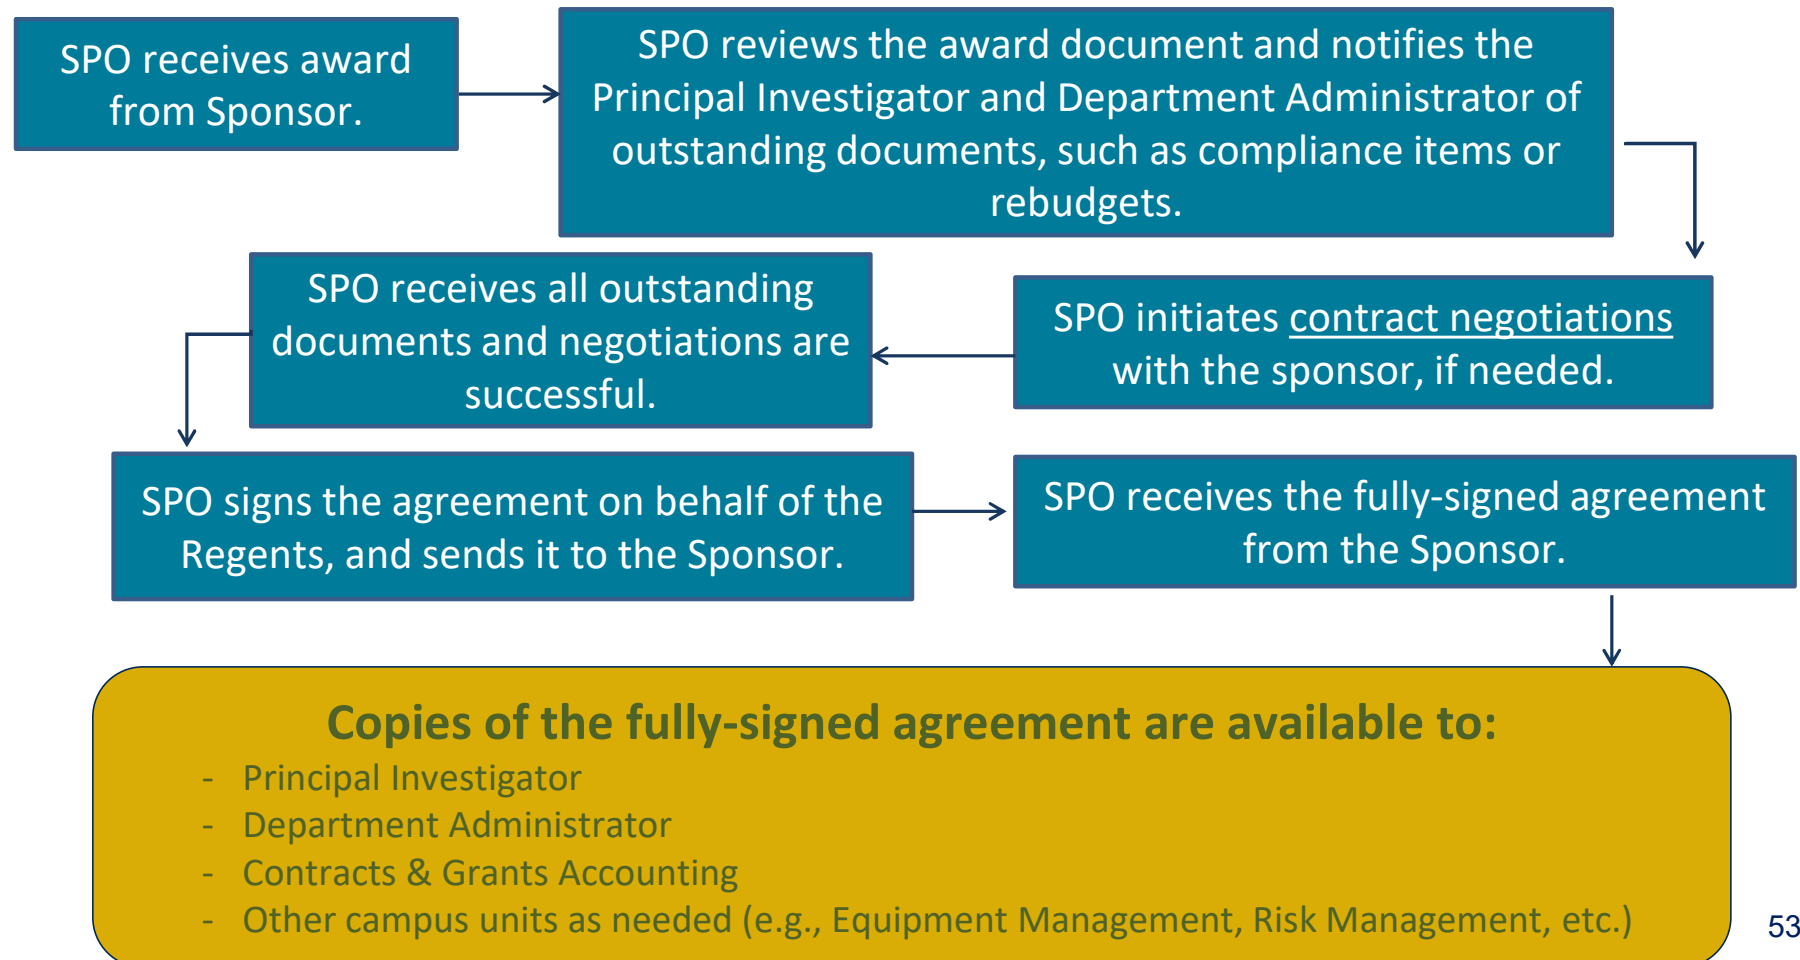 SPO receives award
from Sponsor.
SPO reviews the award document and notifies the
Principal Investigator and Department Administrator of
outstanding documents, such as compliance items or
rebudgets.
SPO initiates contract negotiations
with the sponsor, if needed.
SPO receives all outstanding
documents and negotiations are
successful.
SPO signs the agreement on behalf of the
Regents, and sends it to the Sponsor.
SPO receives the fully-signed agreement
from the Sponsor.
Copies of the fully-signed agreement are available to:
- Principal Investigator
- Department Administrator
- Contracts & Grants Accounting
- Other campus units as needed (e.g., Equipment Management, Risk Management, etc.)
53